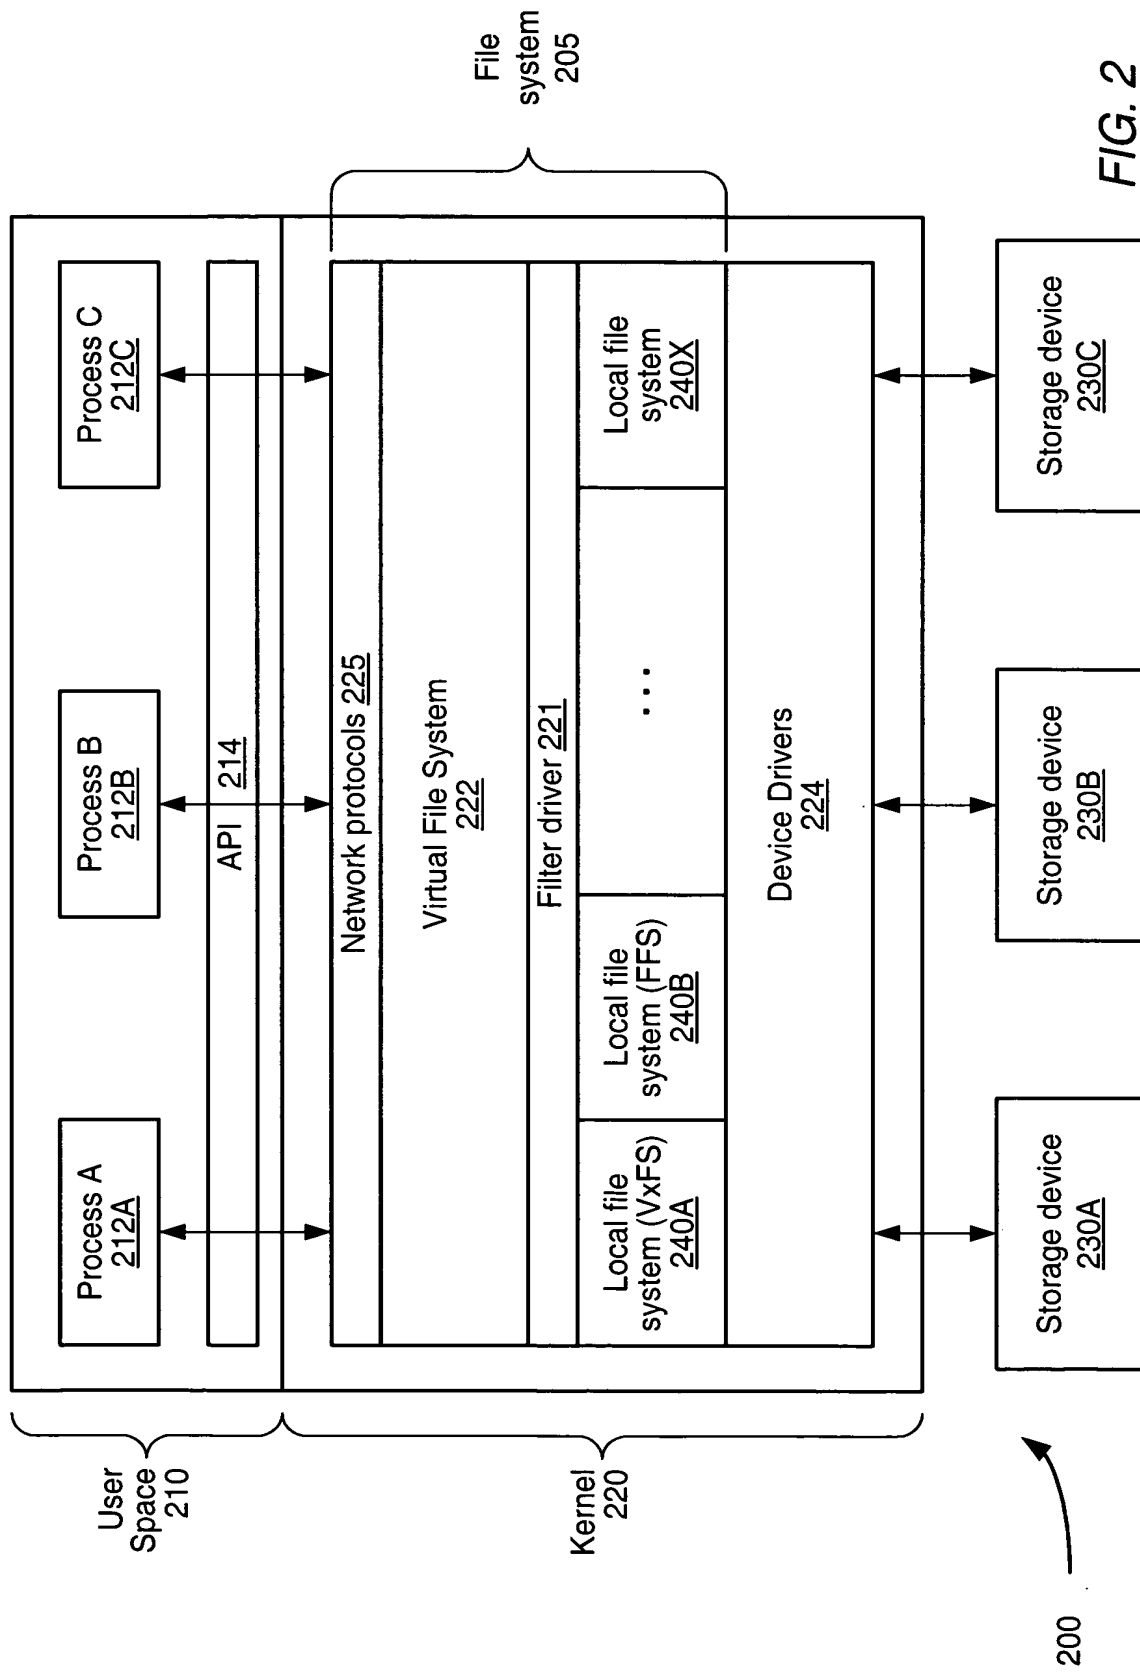 User
Space
210
Process A
212A
Process B
212B
Process C
212C
API 214
Kernel
220
Network protocols 225
Virtual File System
222
Filter driver 221
Local file
system (VxFS)
240A
Local file
system (FFS)
240B
...
Local file
system
240X
Device Drivers
224
File
system
205
Storage device
230A
Storage device
230B
Storage device
230C
200
FIG. 2